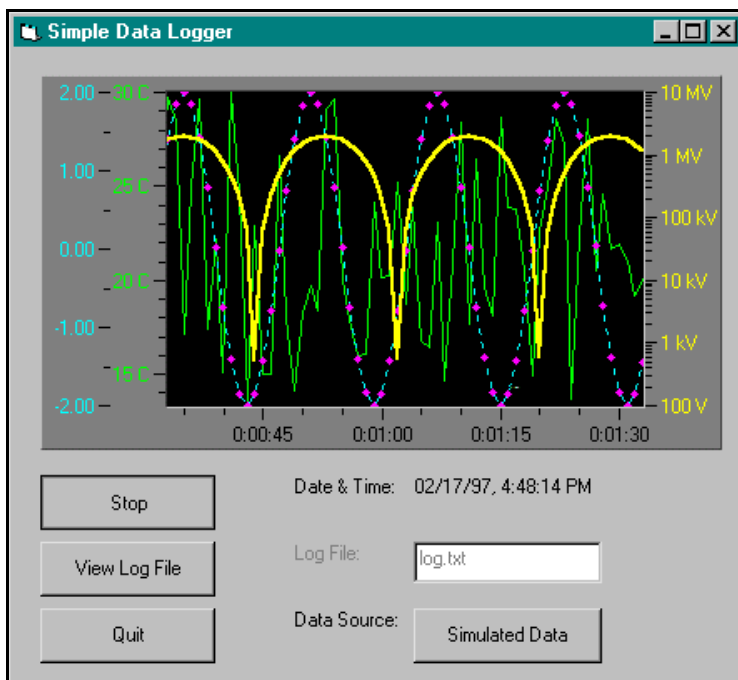 Simple Data Logger
2.00 30 C 10 MV
1.00 25 C 1 MV
100 kV
0.00 20 C 10 kV
-1.00 15 C 1 kV
-2.00 100 V
0:00:45 0:01:00 0:01:15 0:01:30
Stop
Date & Time: 02/17/97, 4:48:14 PM
View Log File
Log File: log.txt
Quit
Data Source: Simulated Data